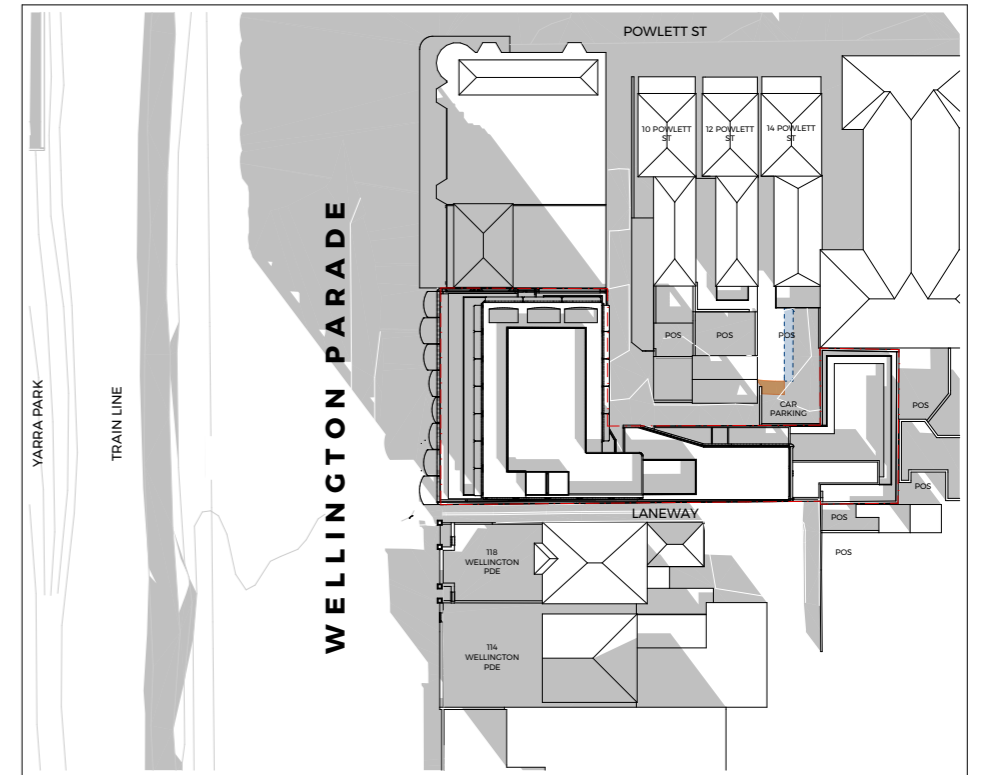 POWLETT ST
10 POWLETT
ST
12 POWLETT
ST
14 POWLETT
ST
WELLINGTON PARADE
YARRA PARK
TRAIN LINE
POS
POS
POS
CAR
PARKING
POS
POS
POS
POS
LANEWAY
118
WELLINGTON
PDE
114
WELLINGTON
PDE